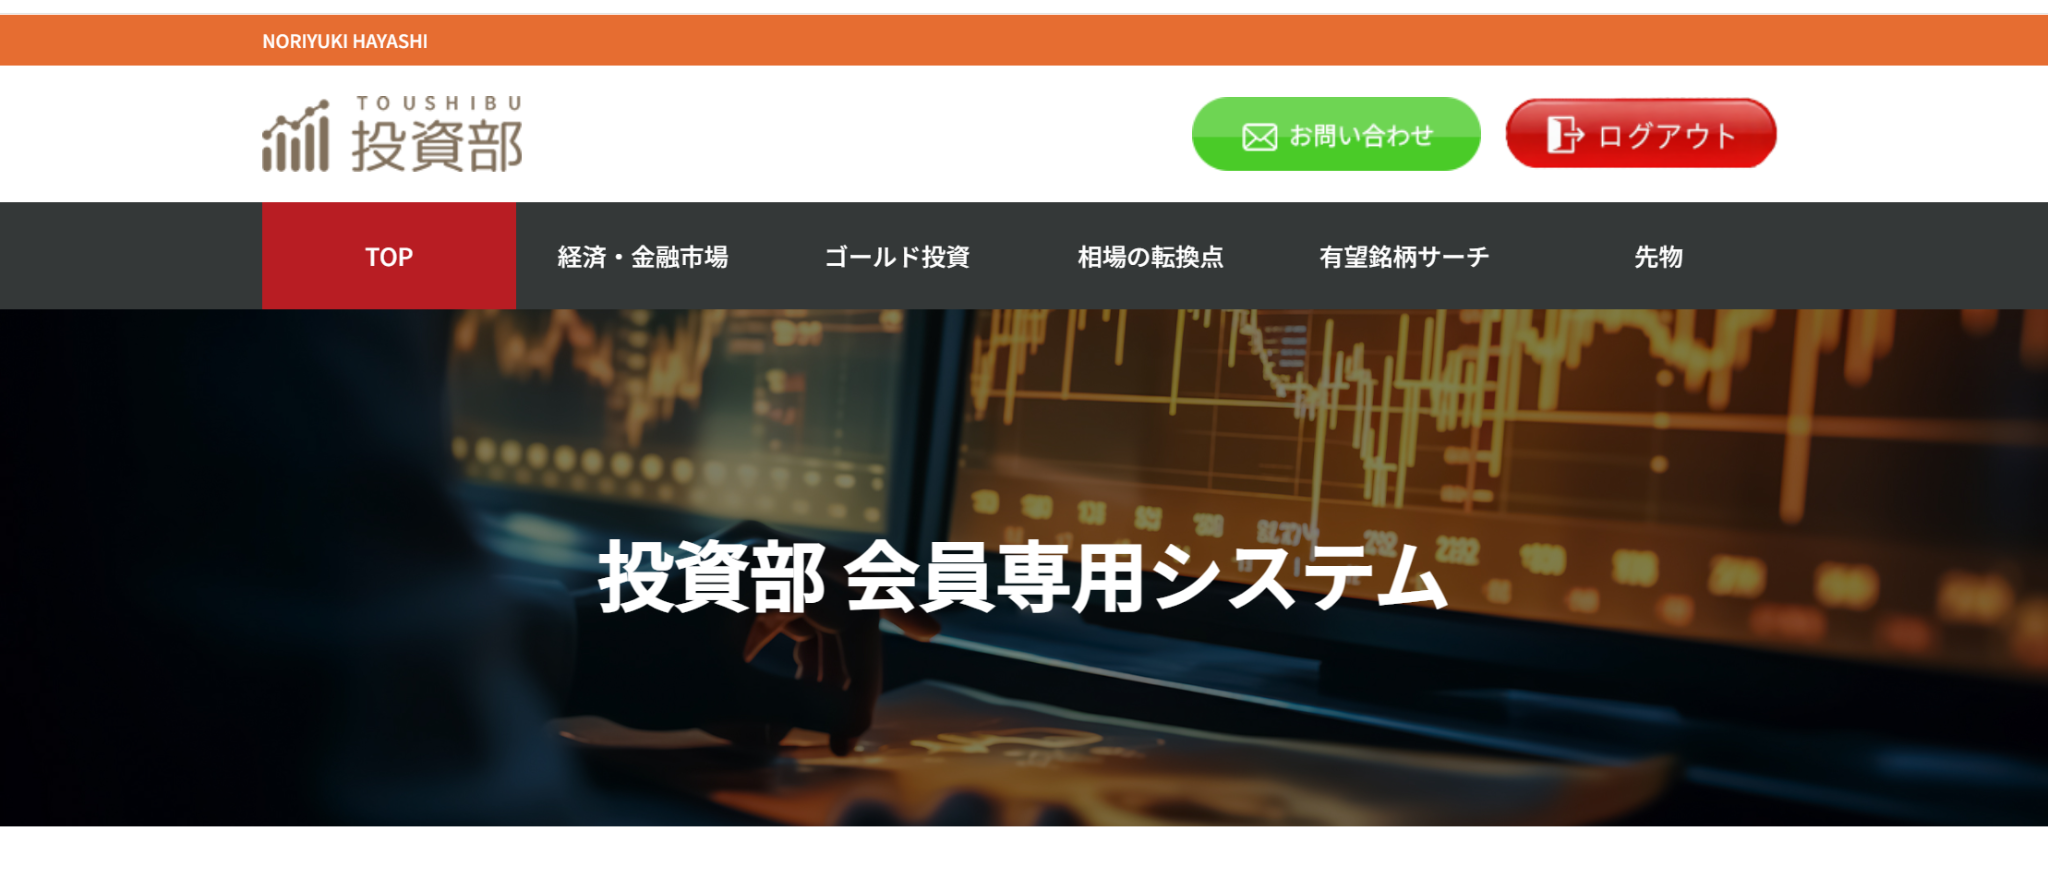 NORIYUKI HAYASHI
TOUSHIBU
投資部
お問い合わせ
ログアウト
TOP
経済・金融市場
ゴールド投資
相場の転換点
有望銘柄サーチ
先物
投資部 会員専用システム